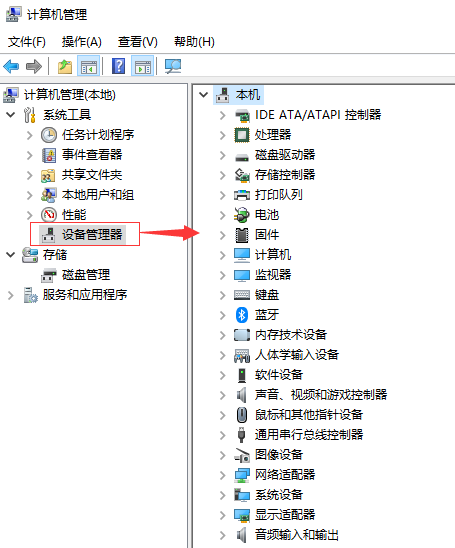 计算机管理
文件(F) 操作(A) 查看(V) 帮助(H)
计算机管理(本地)
系统工具
任务计划程序
事件查看器
共享文件夹
本地用户和组
性能
设备管理器
存储
磁盘管理
服务和应用程序
本机
IDE ATA/ATAPI 控制器
处理器
磁盘驱动器
存储控制器
打印队列
电池
固件
计算机
监视器
键盘
蓝牙
内存技术设备
人体学输入设备
软件设备
声音、视频和游戏控制器
鼠标和其他指针设备
通用串行总线控制器
图像设备
网络适配器
系统设备
显示适配器
音频输入和输出